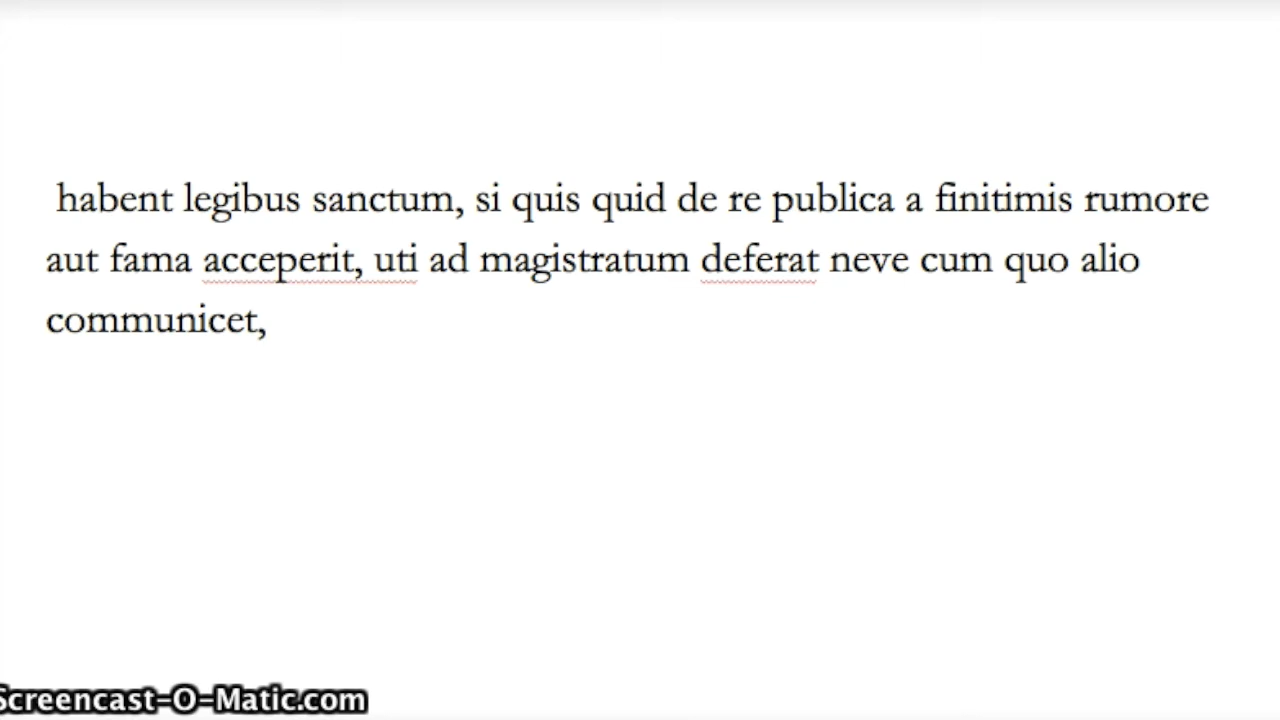 habent legibus sanctum, si quis quid de re publica a finitimis rumore
aut fama acceperit, uti ad magistratum deferat neve cum quo alio
communicet,
Screencast-O-Matic.com